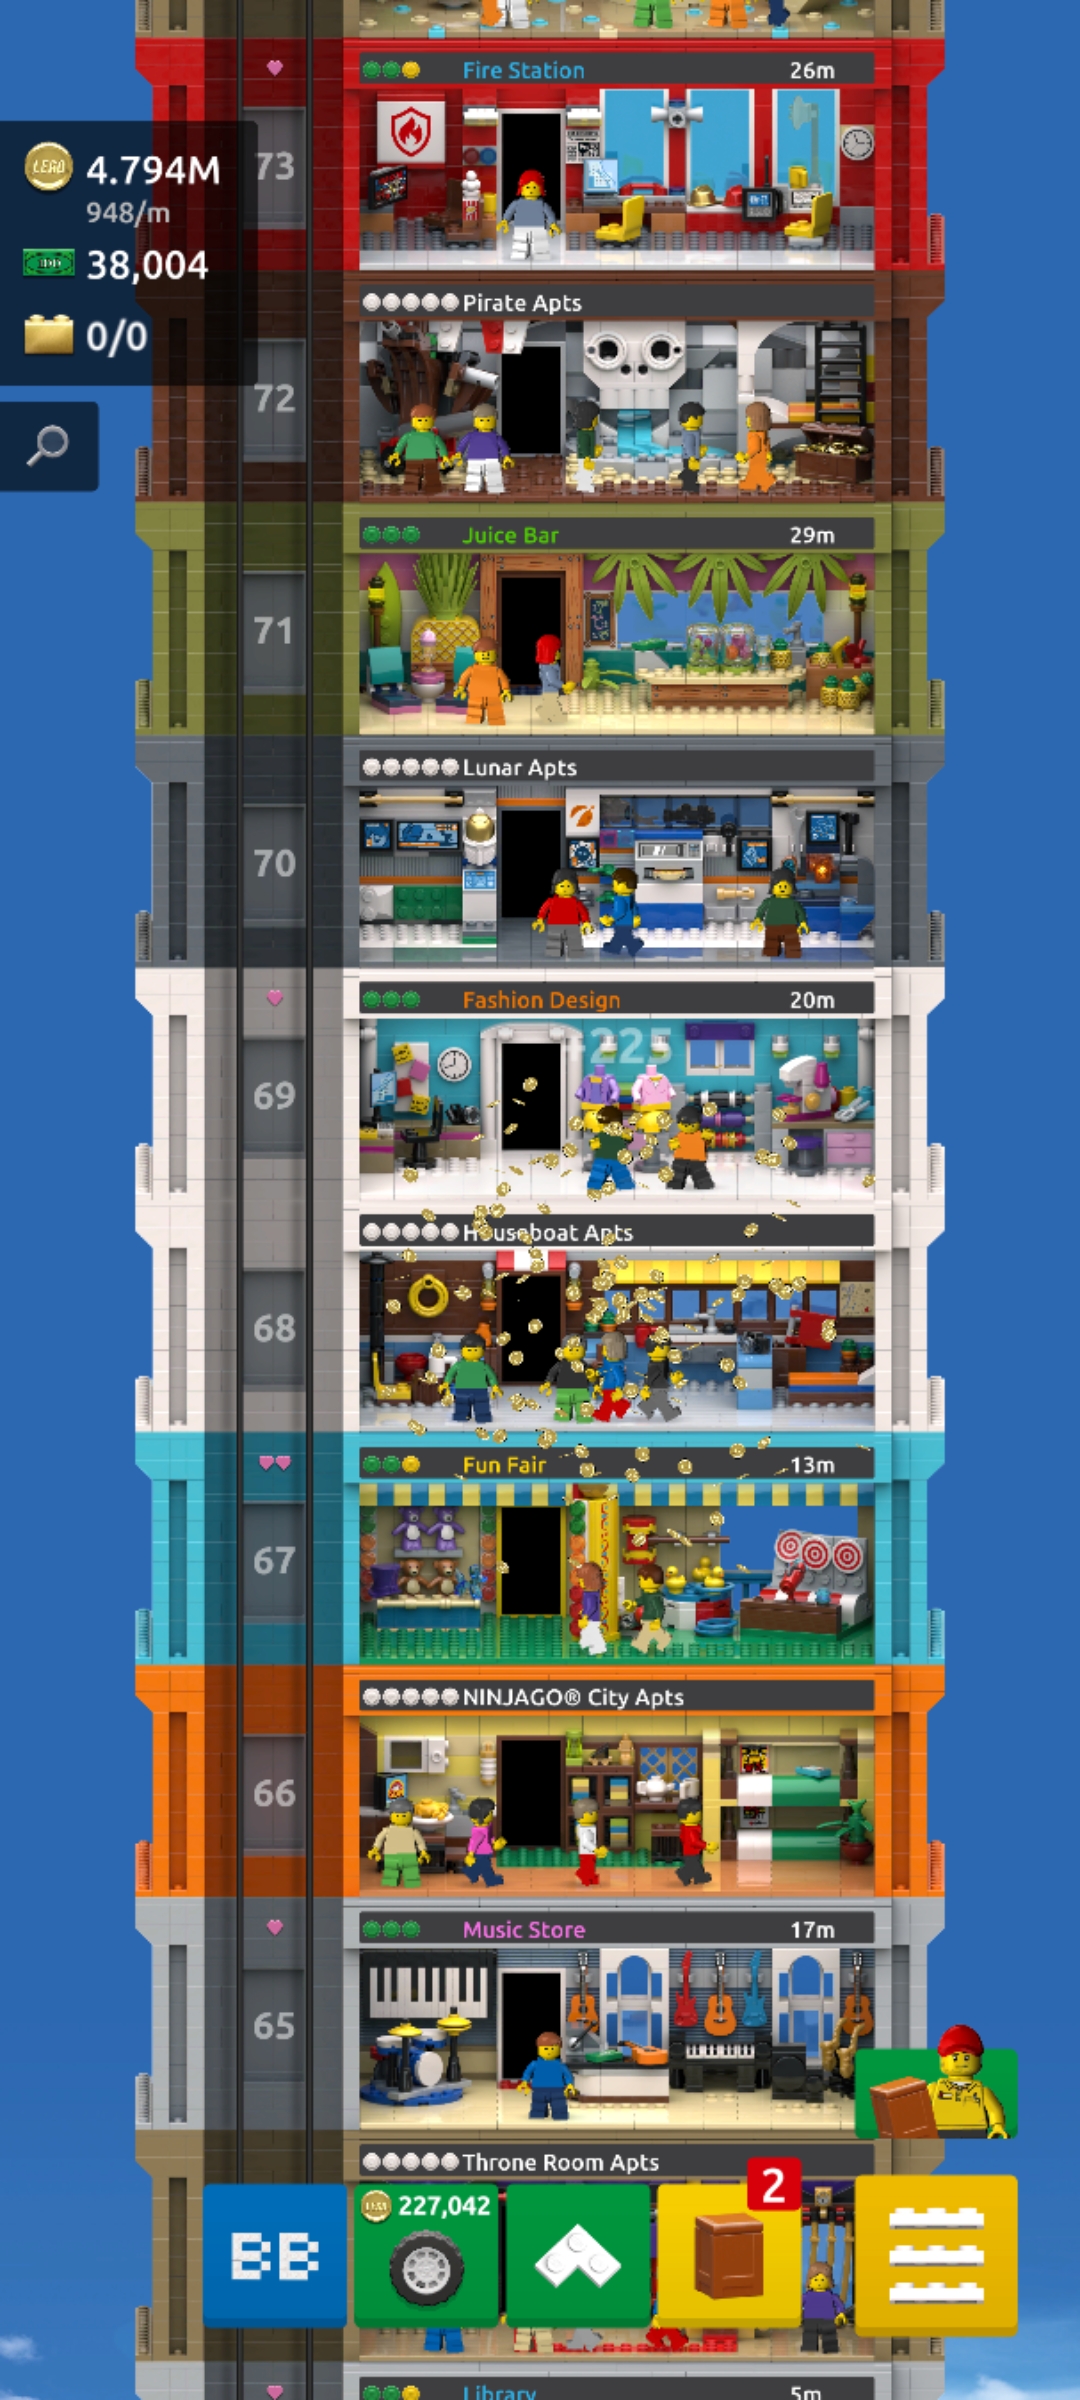 Fire Station 26m
LEGO 4.794M
73
948/m
38,004
0/0
Pirate Apts
72
Juice Bar 29m
71
Lunar Apts
70
Fashion Design 20m
225
69
Houseboat Apts
68
Fun Fair 13m
67
NINJAGO® City Apts
66
Music Store 17m
65
Throne Room Apts
2
227,042
BB
Library 5m